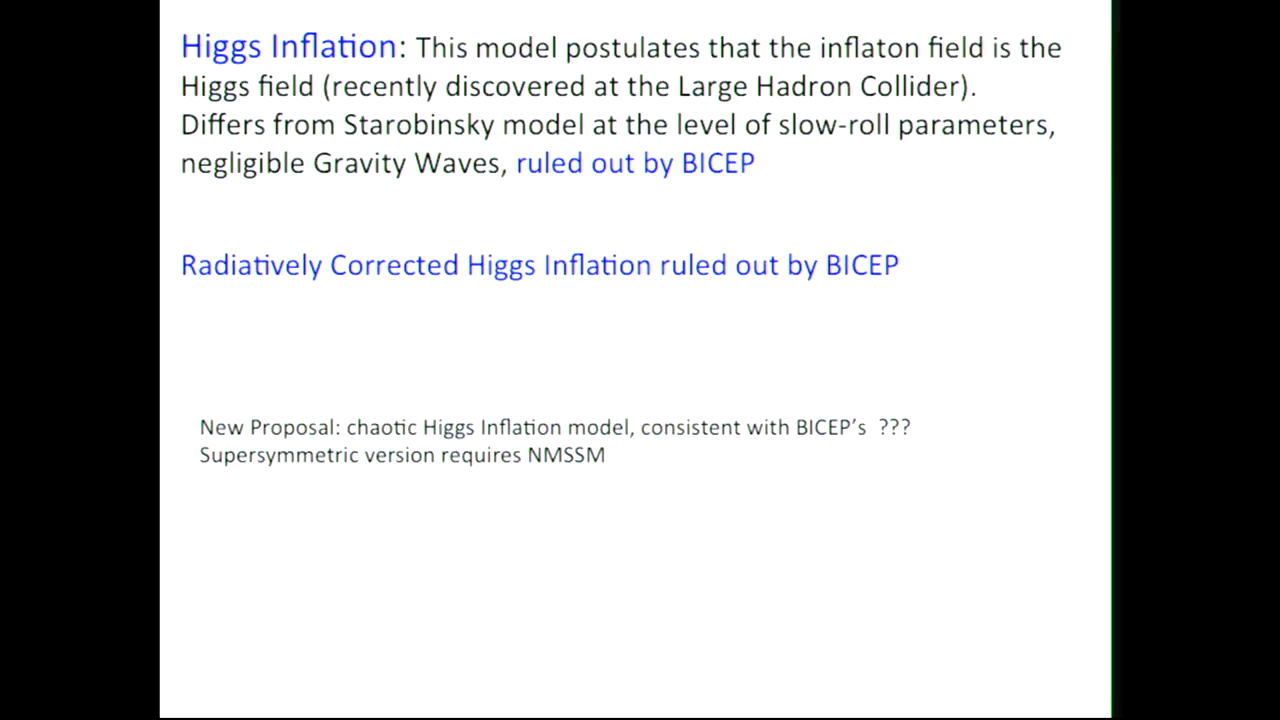 Higgs Inflation: This model postulates that the inflaton field is the
Higgs field (recently discovered at the Large Hadron Collider).
Differs from Starobinsky model at the level of slow-roll parameters,
negligible Gravity Waves, ruled out by BICEP
Radiatively Corrected Higgs Inflation ruled out by BICEP
New Proposal: chaotic Higgs Inflation model, consistent with BICEP's ???
Supersymmetric version requires NMSSM